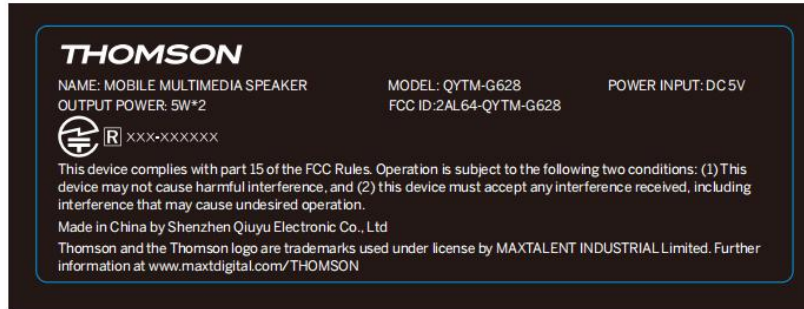 THOMSON
NAME: MOBILE MULTIMEDIA SPEAKER MODEL: QYTM-G628 POWER INPUT: DC 5V
OUTPUT POWER: 5W*2 FCC ID:2AL64-QYTM-G628
R XXX-XXXXXX
This device complies with part 15 of the FCC Rules. Operation is subject to the following two conditions: (1) This
device may not cause harmful interference, and (2) this device must accept any interference received, including
interference that may cause undesired operation.
Made in China by Shenzhen Qiuyu Electronic Co., Ltd
Thomson and the Thomson logo are trademarks used under license by MAXTALENT INDUSTRIAL Limited. Further
information at www.maxtdigital.com/THOMSON